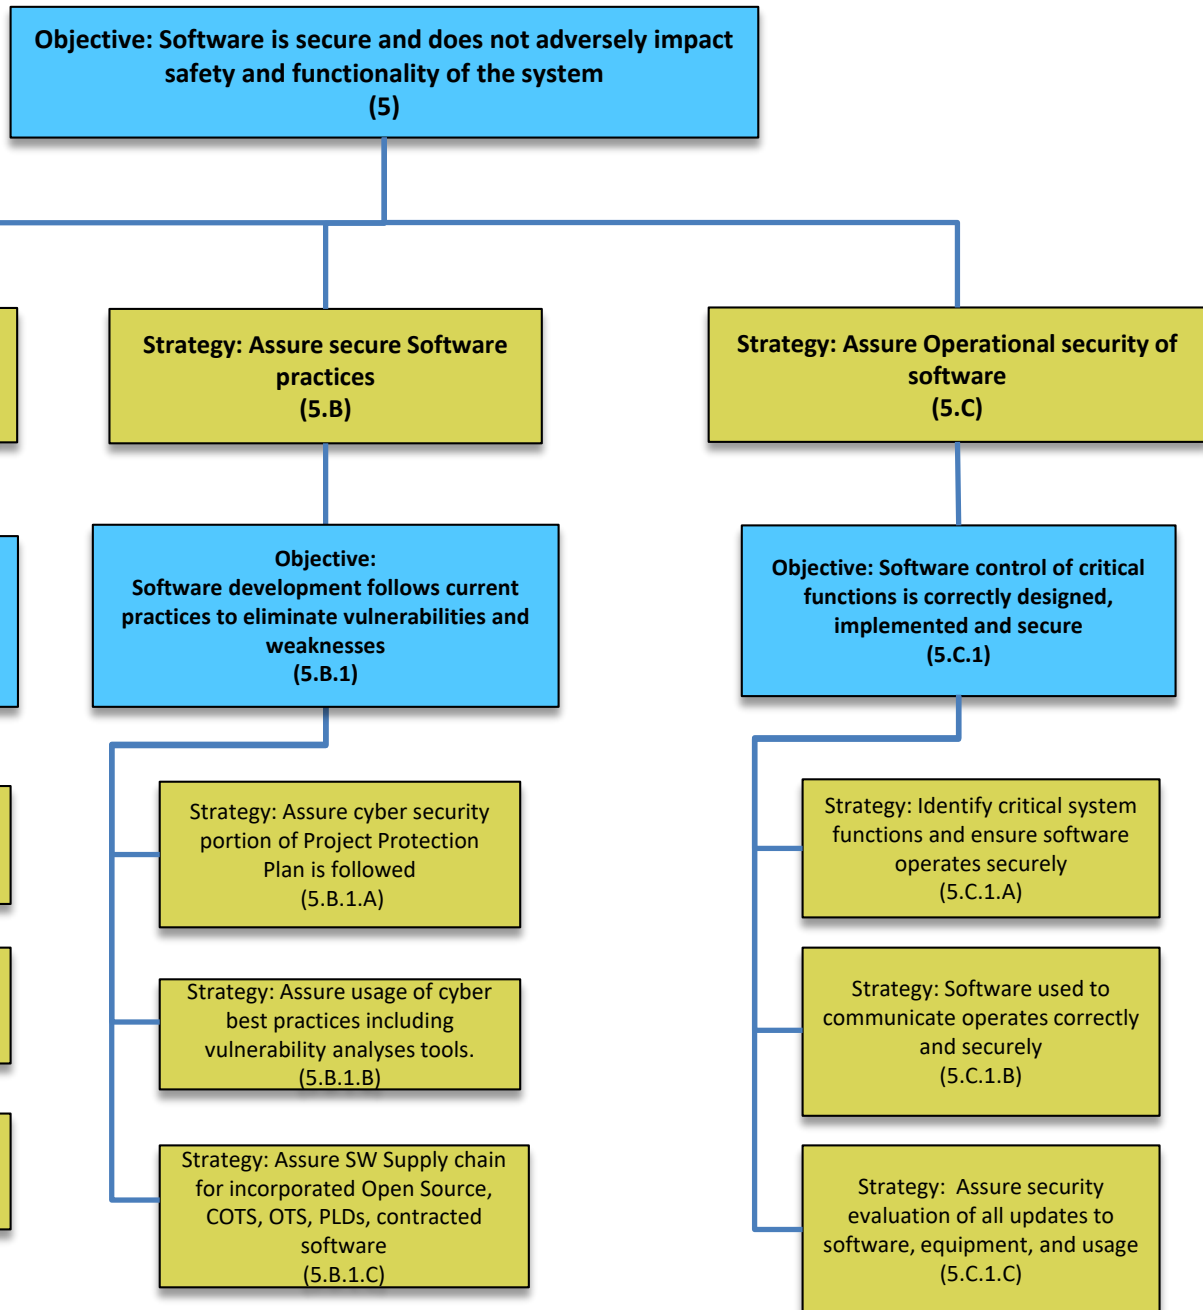 Objective: Software is secure and does not adversely impact
safety and functionality of the system
(5)
Strategy: Assure secure Software
practices
(5.B)
Strategy: Assure Operational security of
software
(5.C)
Objective:
Software development follows current
practices to eliminate vulnerabilities and
weaknesses
(5.B.1)
Objective: Software control of critical
functions is correctly designed,
implemented and secure
(5.C.1)
Strategy: Assure cyber security
portion of Project Protection
Plan is followed
(5.B.1.A)
Strategy: Assure usage of cyber
best practices including
vulnerability analyses tools.
(5.B.1.B)
Strategy: Assure SW Supply chain
for incorporated Open Source,
COTS, OTS, PLDs, contracted
software
(5.B.1.C)
Strategy: Identify critical system
functions and ensure software
operates securely
(5.C.1.A)
Strategy: Software used to
communicate operates correctly
and securely
(5.C.1.B)
Strategy:  Assure security
evaluation of all updates to
software, equipment, and usage
(5.C.1.C)